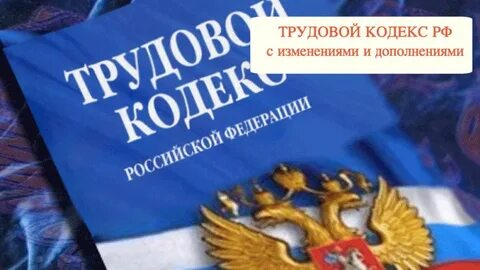 ТРУДОВОЙ КОДЕКС РФ
с изменениями и дополнениями
ТРУДОВОЙ
КОДЕКС
РОССИЙСКОЙ ФЕДЕРАЦИИ